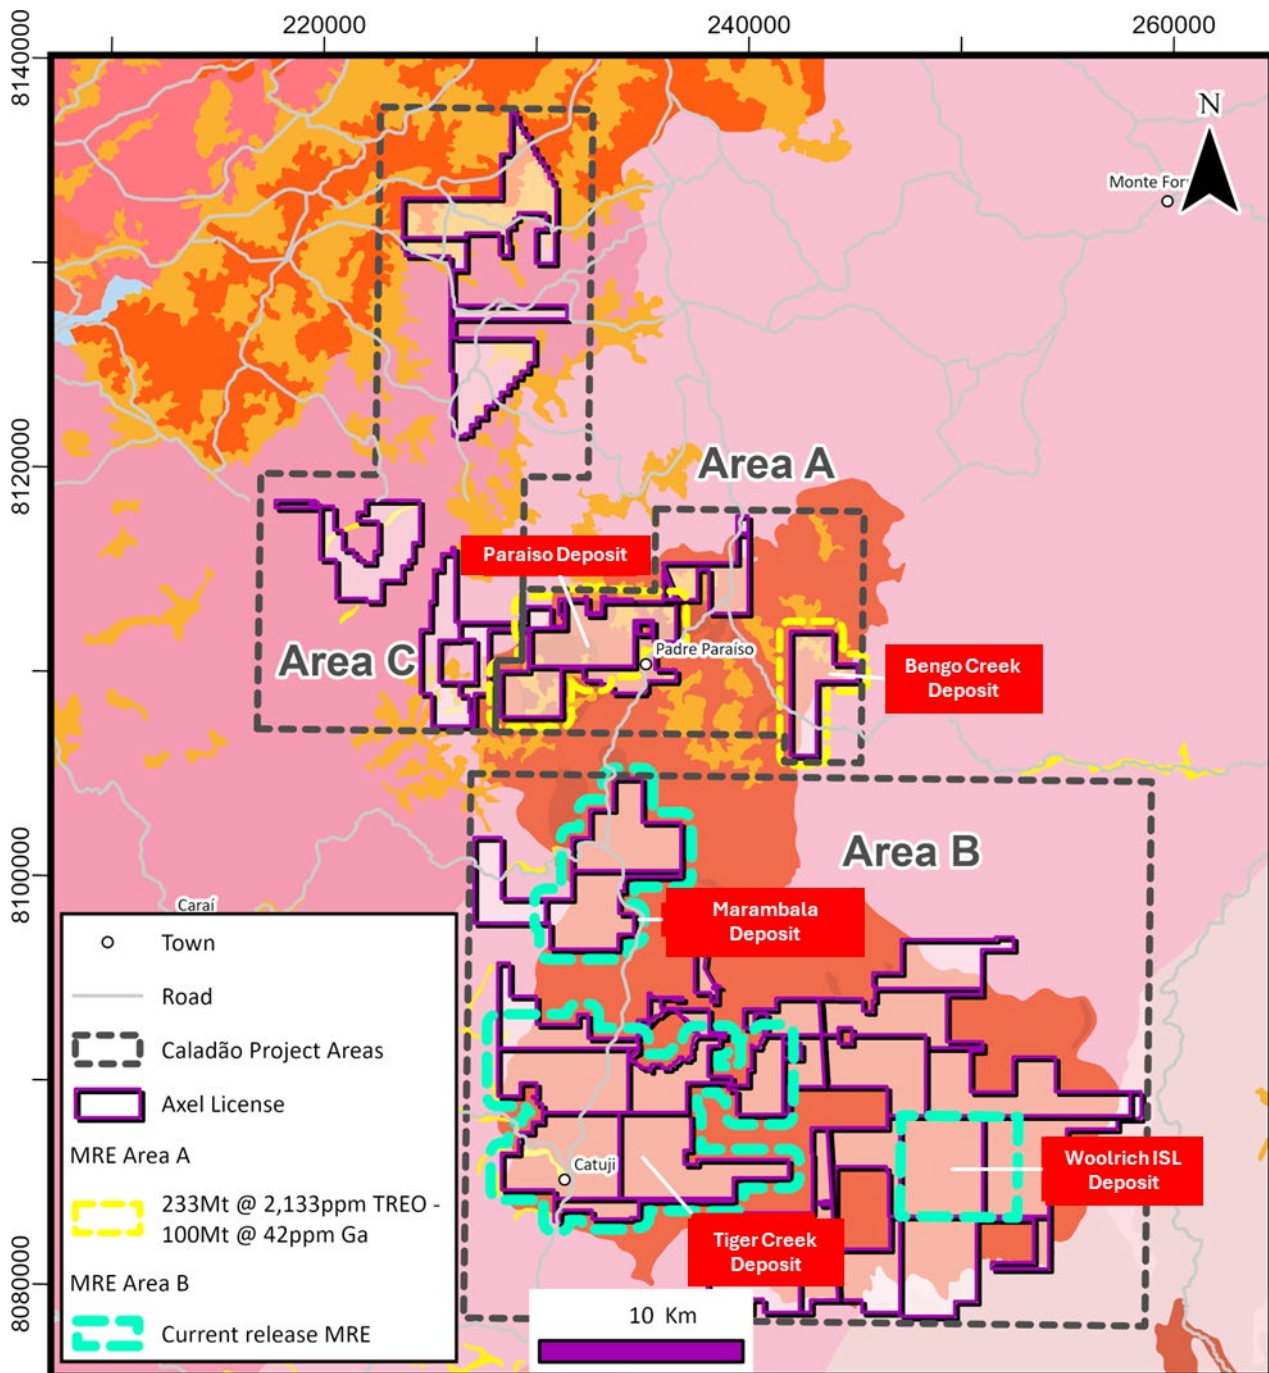 220000
240000
260000
8140000
8120000
8100000
8080000
N
Area A
Paraiso Deposit
Padre Paraíso
Area C
Bengo Creek
Deposit
Area B
Caraí
Marambala
Deposit
Town
Road
Caladão Project Areas
Axel License
MRE Area A
233Mt @ 2,133ppm TREO -
100Mt @ 42ppm Ga
MRE Area B
Current release MRE
Catuji
Woolrich ISL
Deposit
Tiger Creek
Deposit
10 Km
Monte